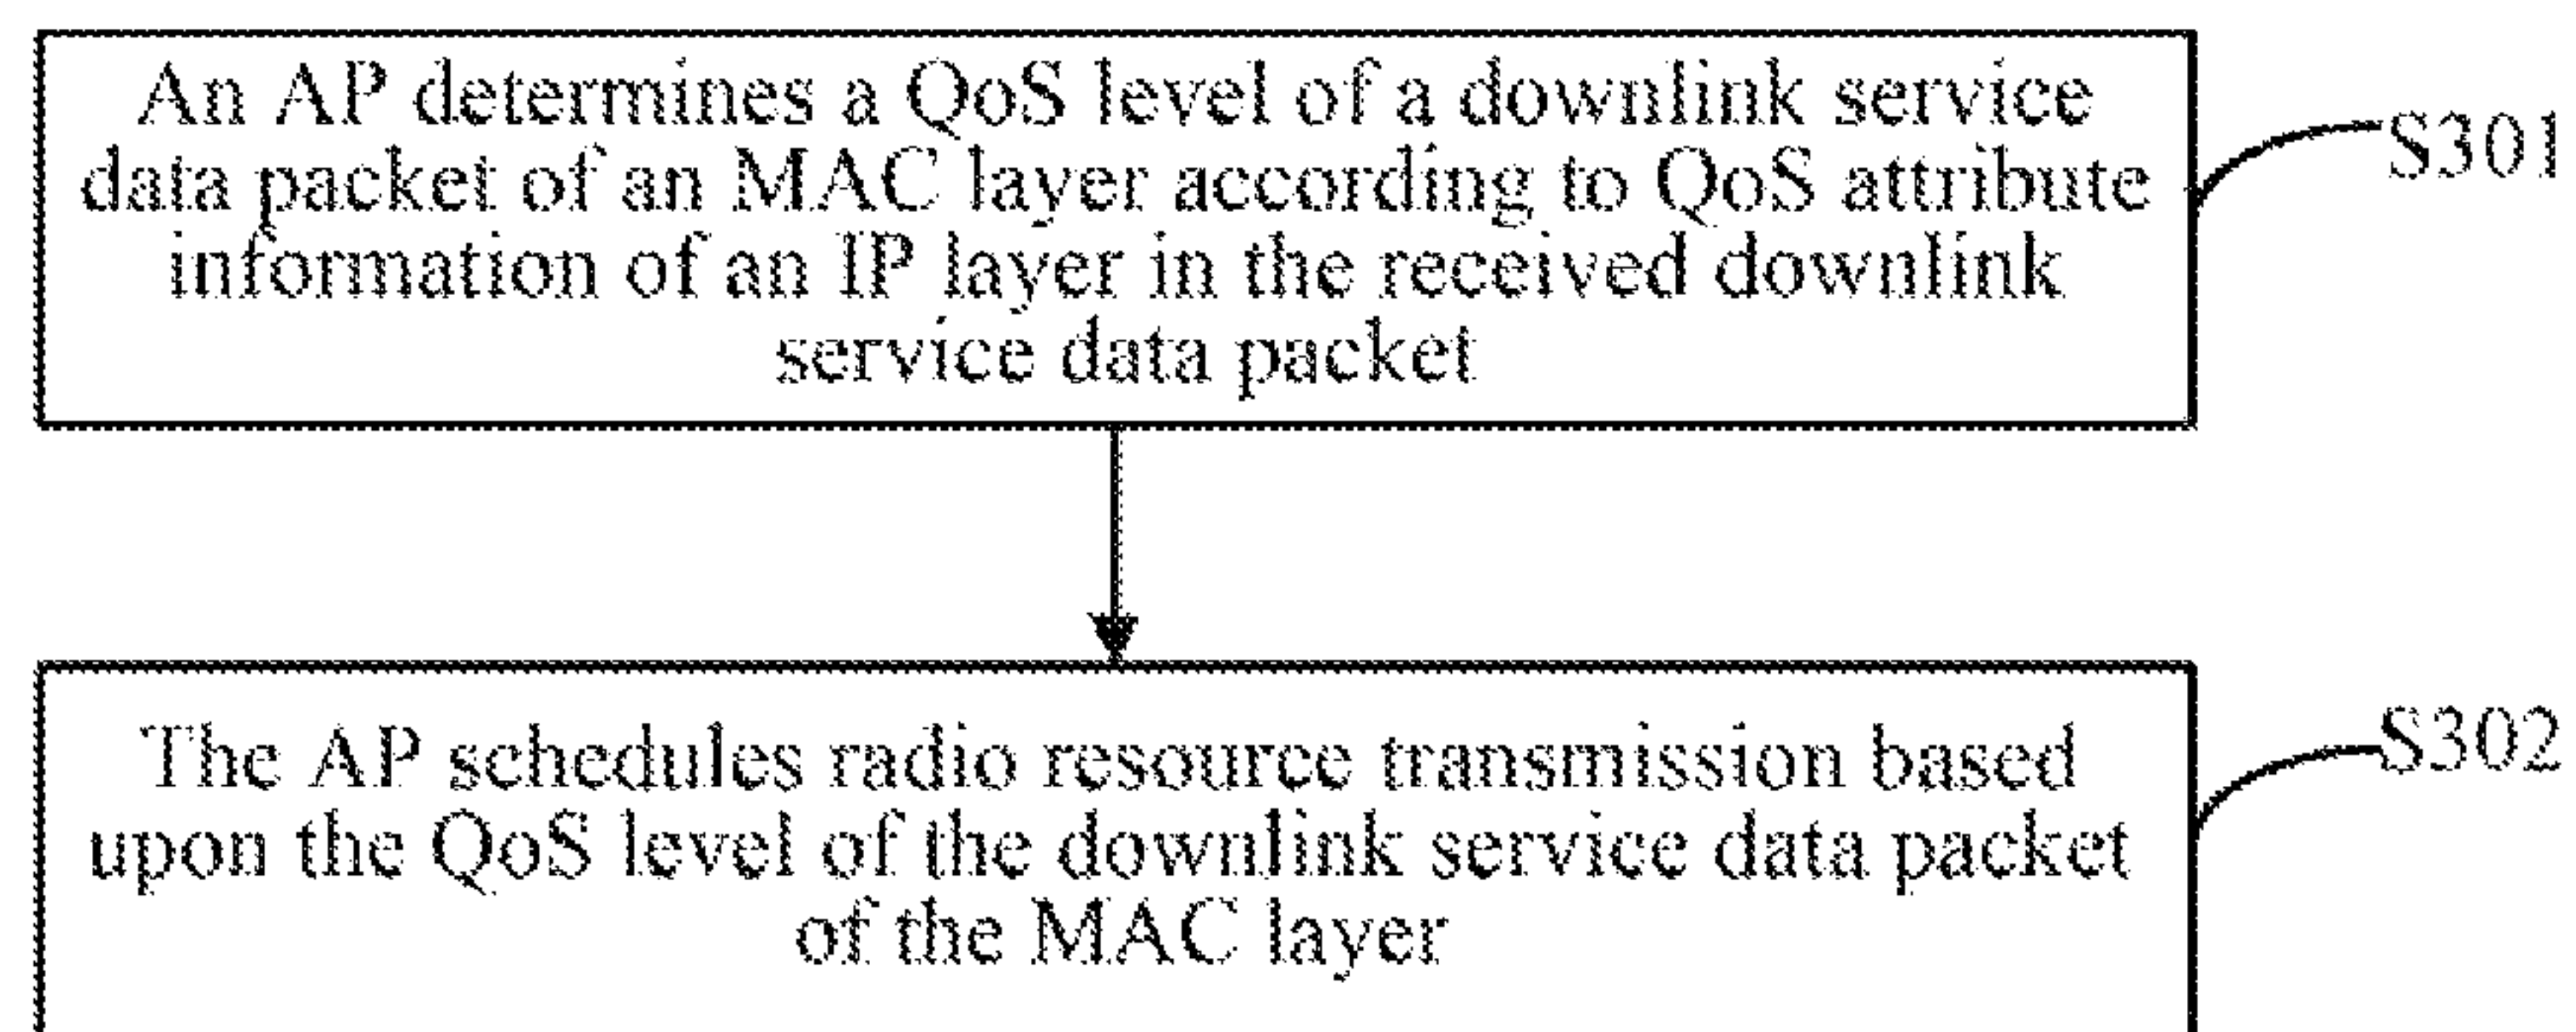 An AP determines a QoS level of a downlink service
data packet of an MAC layer according to QoS attribute
information of an IP layer in the received downlink
service data packet
S301
The AP schedules radio resource transmission based
upon the QoS level of the downlink service data packet
of the MAC layer
S302